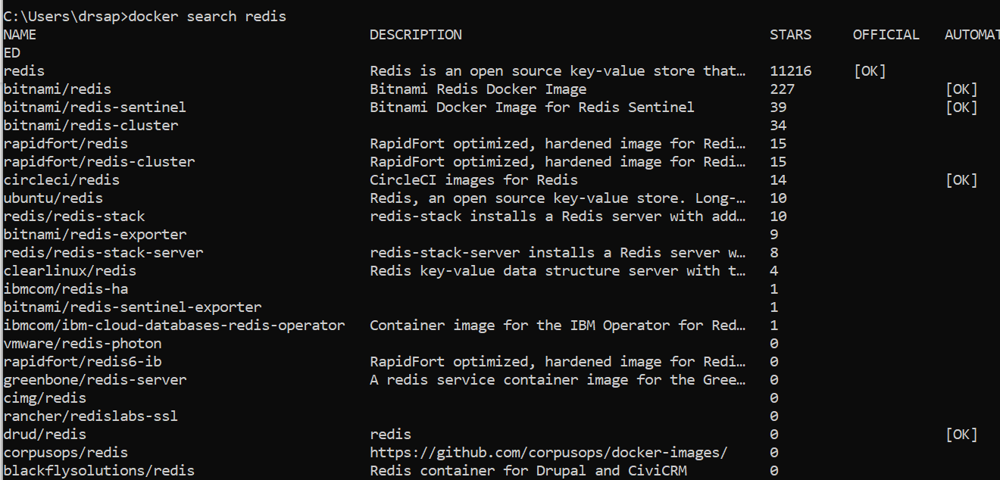 C:\Users\drsap>docker search redis
NAME DESCRIPTION STARS OFFICIAL AUTOMAT
ED
redis Redis is an open source key-value store that… 11216 [OK]
bitnami/redis Bitnami Redis Docker Image 227 [OK]
bitnami/redis-sentinel Bitnami Docker Image for Redis Sentinel 39 [OK]
bitnami/redis-cluster 34
rapidfort/redis RapidFort optimized, hardened image for Redi… 15
rapidfort/redis-cluster RapidFort optimized, hardened image for Redi… 15
circleci/redis CircleCI images for Redis 14 [OK]
ubuntu/redis Redis, an open source key-value store. Long-… 10
redis/redis-stack redis-stack installs a Redis server with add… 10
bitnami/redis-exporter 9
redis/redis-stack-server redis-stack-server installs a Redis server w… 8
clearlinux/redis Redis key-value data structure server with t… 4
ibmcom/redis-ha 1
bitnami/redis-sentinel-exporter 1
ibmcom/ibm-cloud-databases-redis-operator Container image for the IBM Operator for Red… 1
vmware/redis-photon 0
rapidfort/redis6-ib RapidFort optimized, hardened image for Redi… 0
greenbone/redis-server A redis service container image for the Gree… 0
cimg/redis 0
rancher/redislabs-ssl 0
drud/redis redis 0 [OK]
corpusops/redis https://github.com/corpusops/docker-images/ 0
blackflysolutions/redis Redis container for Drupal and CiviCRM 0